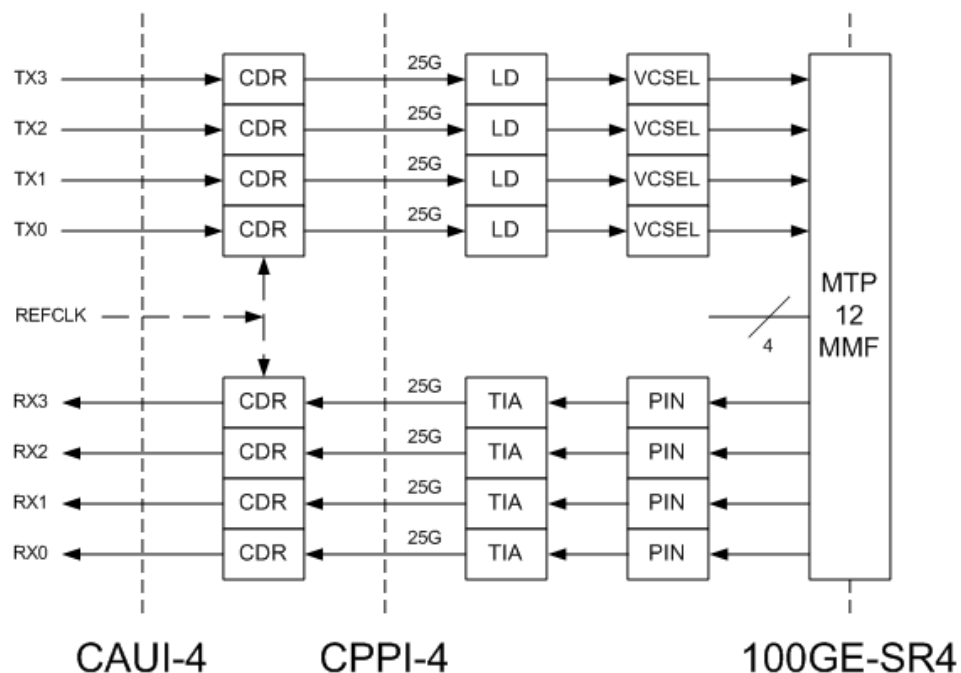 TX3 CDR 25G LD VCSEL
TX2 CDR 25G LD VCSEL
TX1 CDR 25G LD VCSEL
TX0 CDR 25G LD VCSEL
REFCLK
4
MTP
12
MMF
RX3 CDR 25G TIA PIN
RX2 CDR 25G TIA PIN
RX1 CDR 25G TIA PIN
RX0 CDR 25G TIA PIN
CAUI-4 CPPI-4 100GE-SR4